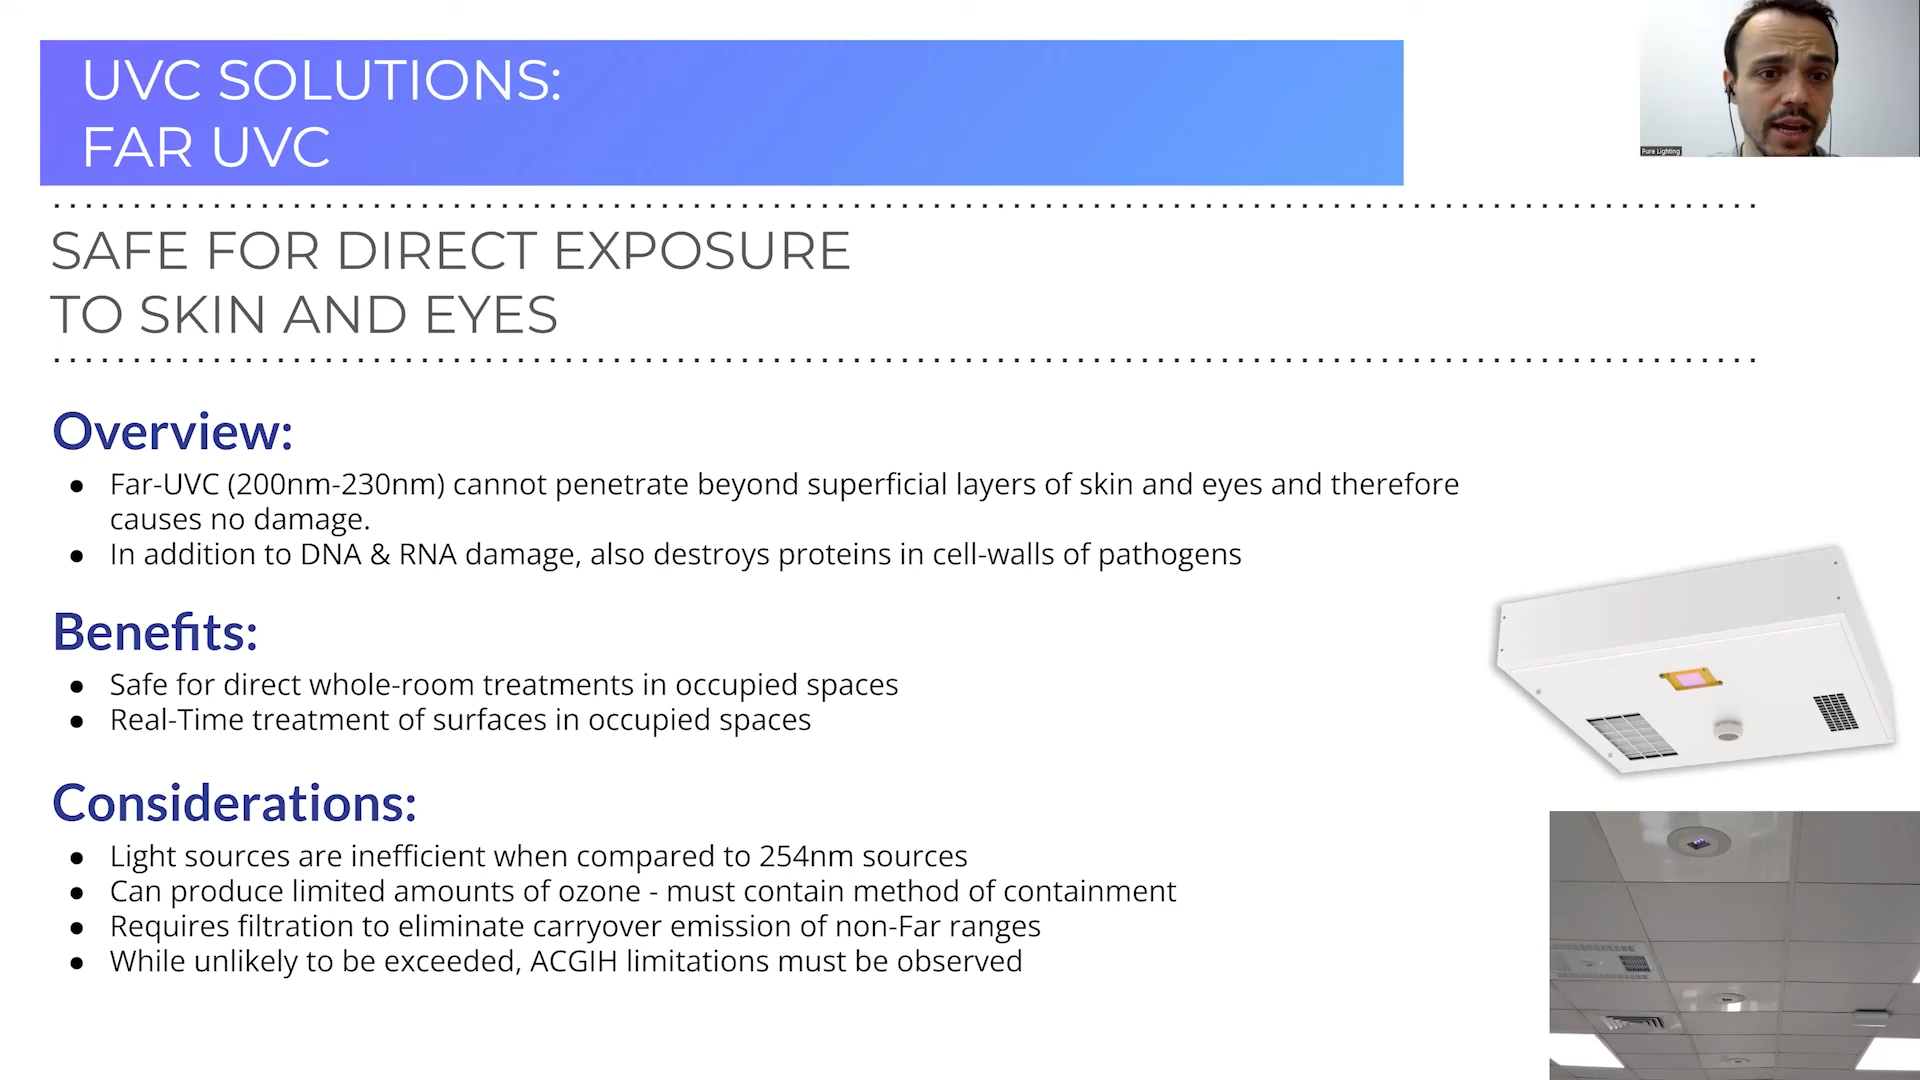 UVC SOLUTIONS:
FAR UVC
Pure Lighting
SAFE FOR DIRECT EXPOSURE
TO SKIN AND EYES
Overview:
● Far-UVC (200nm-230nm) cannot penetrate beyond superficial layers of skin and eyes and therefore
causes no damage.
● In addition to DNA & RNA damage, also destroys proteins in cell-walls of pathogens
Benefits:
● Safe for direct whole-room treatments in occupied spaces
● Real-Time treatment of surfaces in occupied spaces
Considerations:
● Light sources are inefficient when compared to 254nm sources
● Can produce limited amounts of ozone - must contain method of containment
● Requires filtration to eliminate carryover emission of non-Far ranges
● While unlikely to be exceeded, ACGIH limitations must be observed